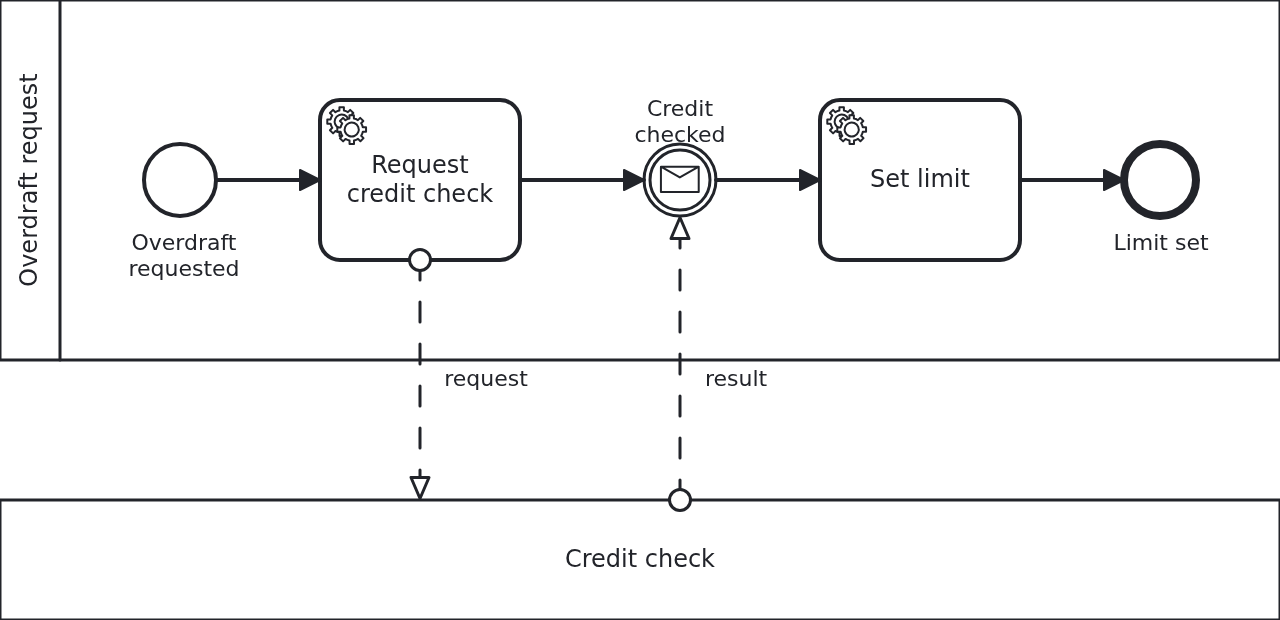 Overdraft request
Credit
checked
Request
credit check
Set limit
Overdraft
requested
Limit set
request
result
Credit check